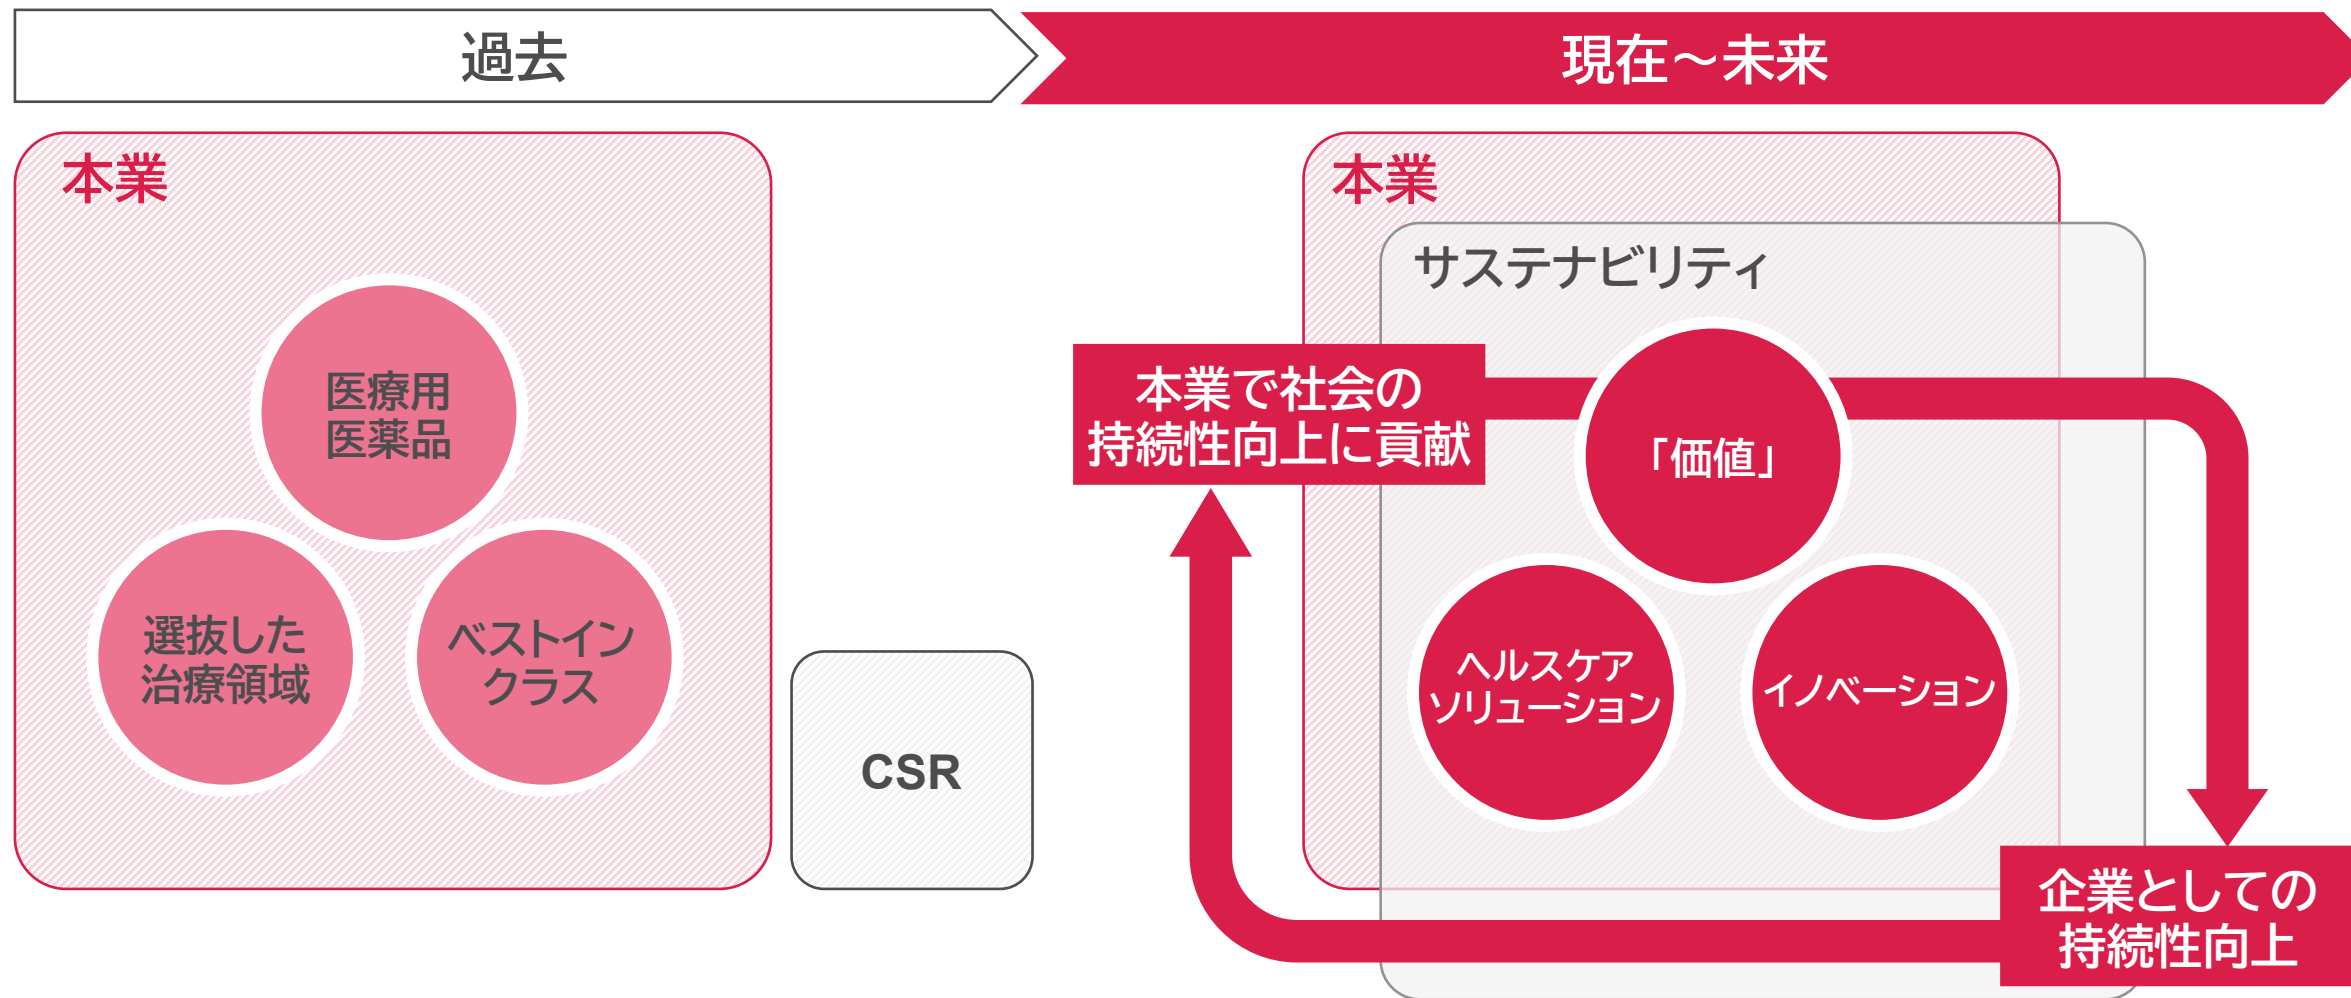 過去
現在～未来
本業
医療用
医薬品
選抜した
治療領域
ベストイン
クラス
CSR
本業
サステナビリティ
本業で社会の
持続性向上に貢献
「価値」
ヘルスケア
ソリューション
イノベーション
企業としての
持続性向上